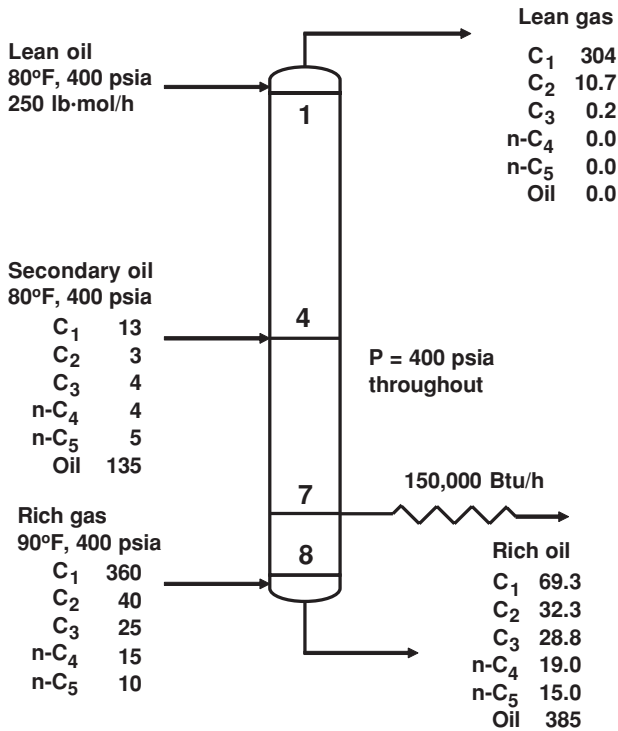 Lean oil
80°F, 400 psia
250 lb·mol/h
Lean gas
C1 304
C2 10.7
C3 0.2
n-C4 0.0
n-C5 0.0
Oil 0.0
1
Secondary oil
80°F, 400 psia
C1 13
C2 3
C3 4
n-C4 4
n-C5 5
Oil 135
4
P = 400 psia
throughout
7
150,000 Btu/h
8
Rich gas
90°F, 400 psia
C1 360
C2 40
C3 25
n-C4 15
n-C5 10
Rich oil
C1 69.3
C2 32.3
C3 28.8
n-C4 19.0
n-C5 15.0
Oil 385